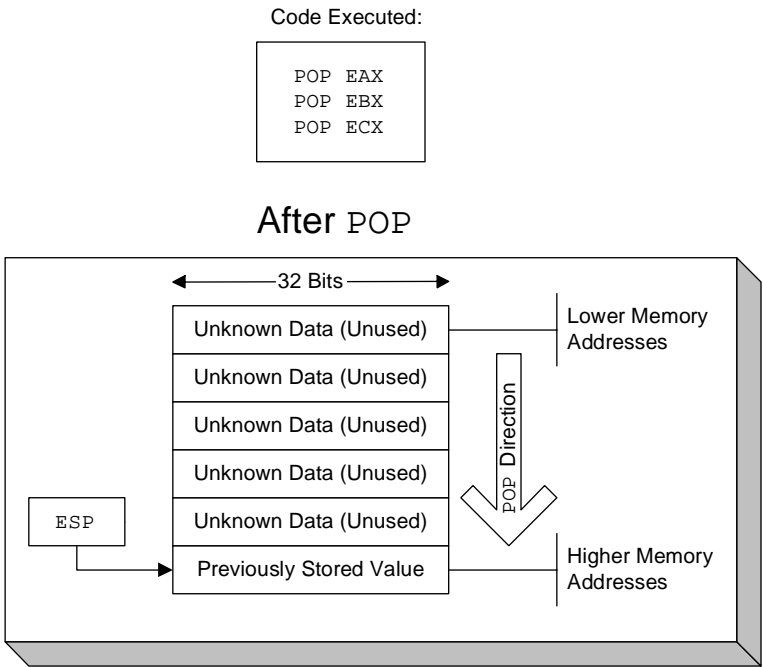 Code Executed:
POP EAX
POP EBX
POP ECX
After POP
32 Bits
Unknown Data (Unused)
Lower Memory
Addresses
Unknown Data (Unused)
Unknown Data (Unused)
Unknown Data (Unused)
Unknown Data (Unused)
POP Direction
ESP
Previously Stored Value
Higher Memory
Addresses